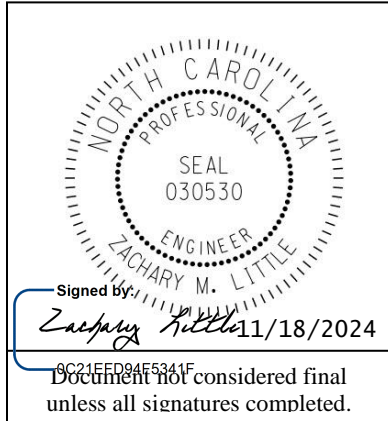 NORTH CAROLINA
PROFESSIONAL
SEAL
030530
ENGINEER
ZACHARY M. LITTLE
Signed by:
Zachary Little 11/18/2024
0C21EFD94F5341F...
Document not considered final
unless all signatures completed.